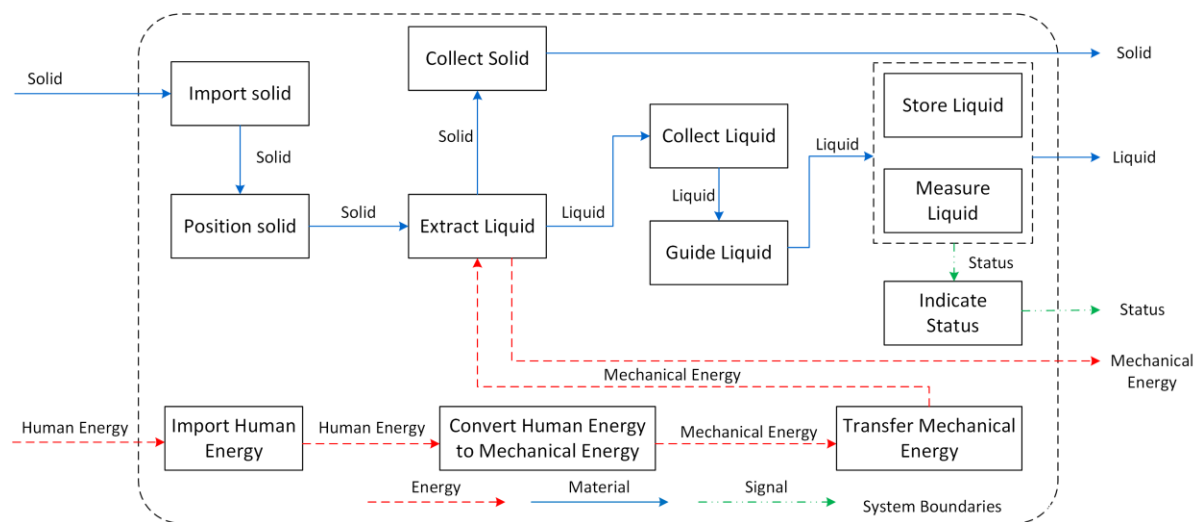 Solid
Import solid
Solid
Position solid
Solid
Collect Solid
Solid
Extract Liquid
Liquid
Collect Liquid
Liquid
Guide Liquid
Liquid
Store Liquid
Measure
Liquid
Status
Indicate
Status
Solid
Liquid
Status
Mechanical
Energy
Mechanical Energy
Human Energy
Import Human
Energy
Human Energy
Convert Human Energy
to Mechanical Energy
Mechanical Energy
Transfer Mechanical
Energy
Energy
Material
Signal
System Boundaries